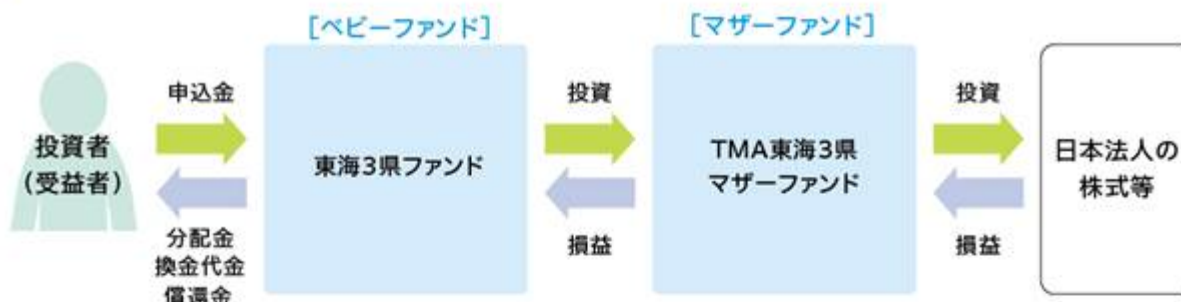 [ベビーファンド]
[マザーファンド]
申込金
投資
投資
投資者
(受益者)
東海3県ファンド
TMA東海3県
マザーファンド
日本法人の
株式等
分配金
換金代金
償還金
損益
損益